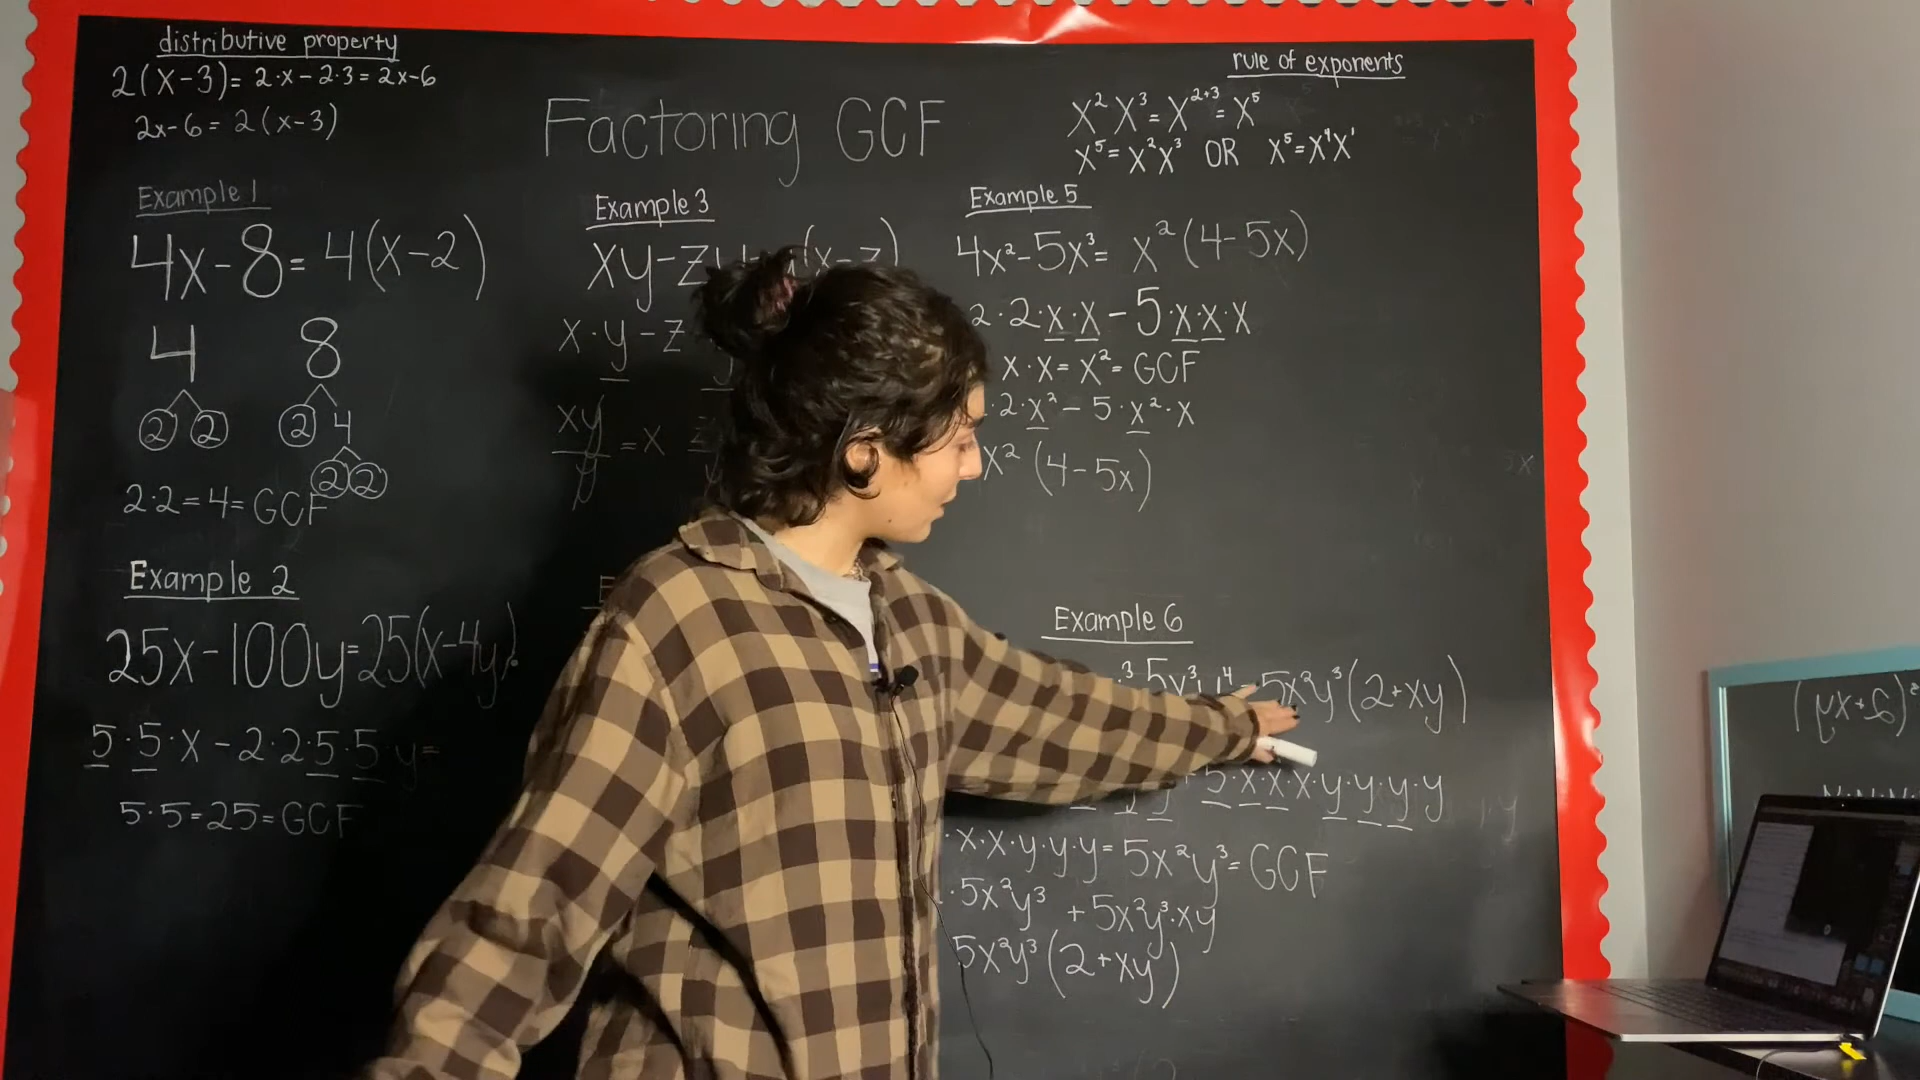 distributive property
2(x-3)= 2·x-2·3=2x-6
2x-6=2(x-3)
Factoring GCF
rule of exponents
x²x³=x²⁺³=x⁵
x⁵=x²x³ OR x⁵=x⁴x¹
Example 1
4x-8=4(x-2)
4 8
2 2 2 4
2 2
2·2=4=GCF
Example 2
25x-100y=25(x-4y)
5·5·x-2·2·5·5·y=
5·5=25=GCF
Example 3
xy-zy=y(x-z)
x·y-z
xy/y=x
Example 5
4x²-5x³=x²(4-5x)
2·2·x·x-5·x·x·x
x·x=x²=GCF
·2·x²-5·x²·x
x²(4-5x)
Example 6
5x³y⁴=5x²y³(2+xy)
+5·x·x·x·y·y·y·y
·x·x·y·y·y=5x²y³=GCF
·5x²y³+5x²y³·xy
5x²y³(2+xy)